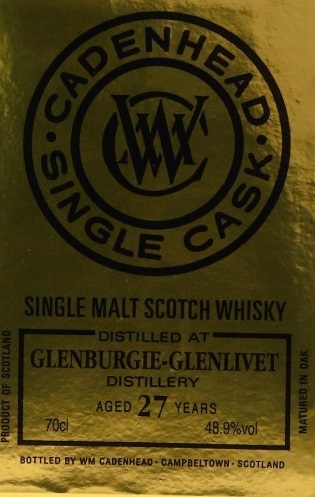 · CADENHEAD ·
SINGLE CASK
WMC
SINGLE MALT SCOTCH WHISKY
DISTILLED AT
GLENBURGIE-GLENLIVET
DISTILLERY
AGED 27 YEARS
70cl 48.9%vol
PRODUCT OF SCOTLAND
MATURED IN OAK
BOTTLED BY WM CADENHEAD · CAMPBELTOWN · SCOTLAND